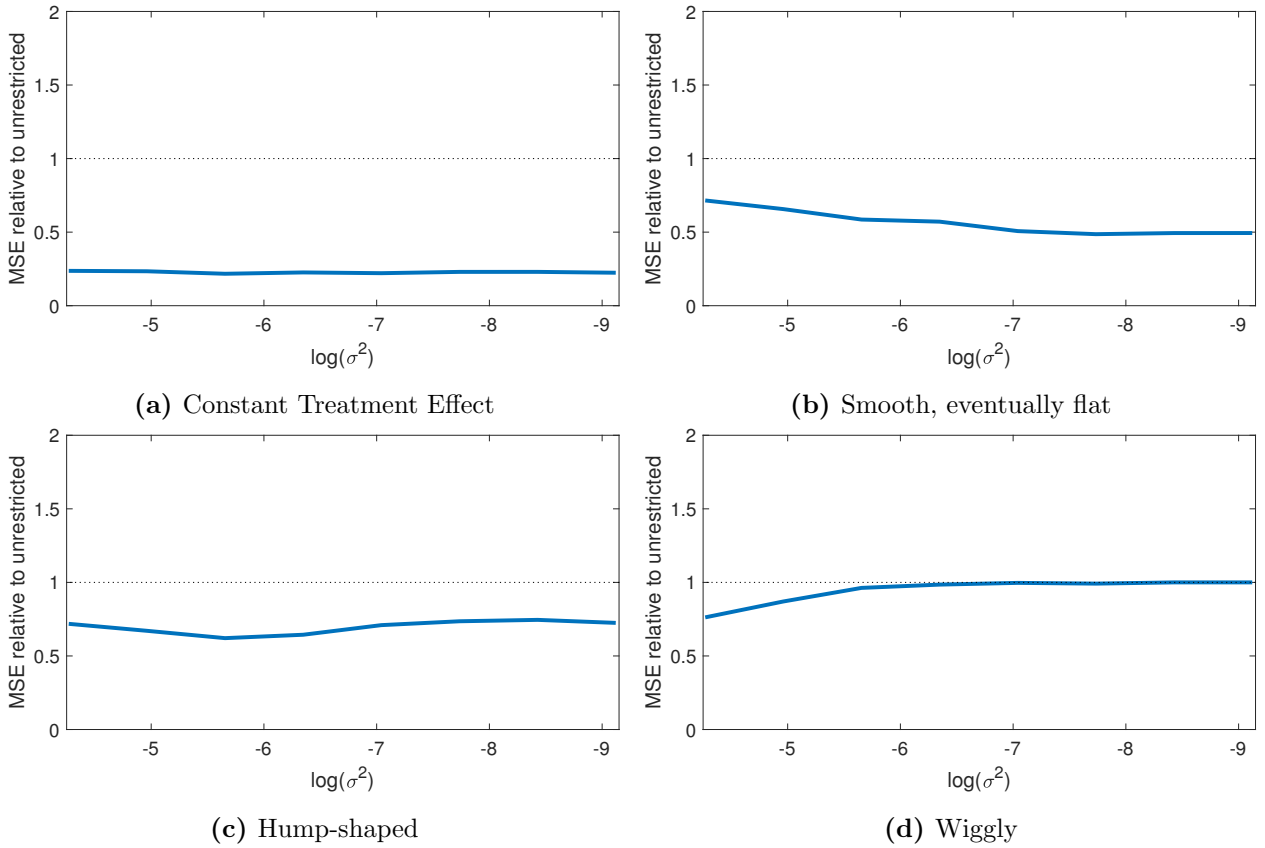 MSE relative to unrestricted
2
1.5
1
0.5
0
-5 -6 -7 -8 -9
log(σ²)
(a) Constant Treatment Effect
MSE relative to unrestricted
2
1.5
1
0.5
0
-5 -6 -7 -8 -9
log(σ²)
(b) Smooth, eventually flat
MSE relative to unrestricted
2
1.5
1
0.5
0
-5 -6 -7 -8 -9
log(σ²)
(c) Hump-shaped
MSE relative to unrestricted
2
1.5
1
0.5
0
-5 -6 -7 -8 -9
log(σ²)
(d) Wiggly